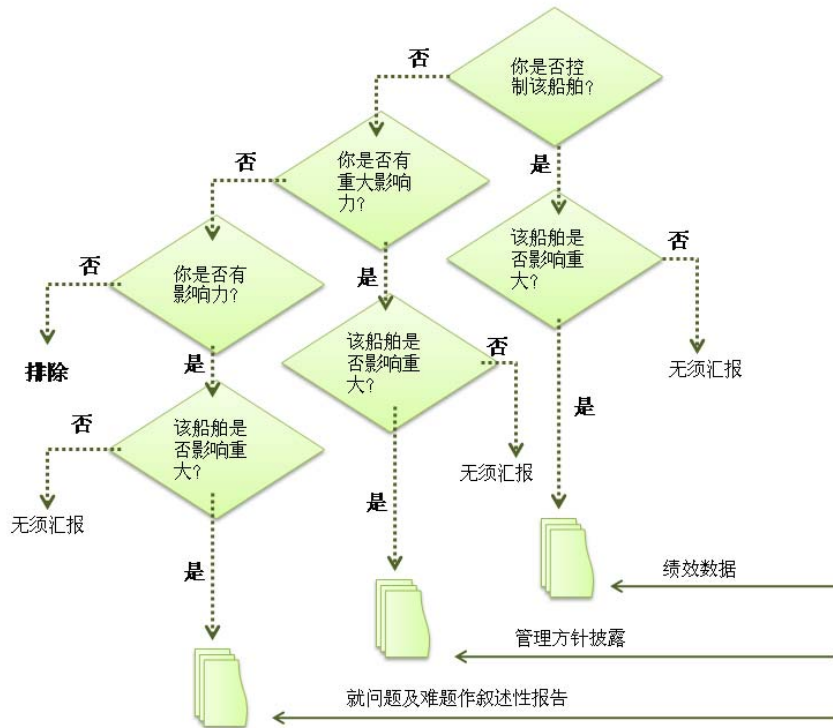 否
你是否控
制该船舶?
否
你是否有
重大影响
力?
是
否
你是否有
影响力?
是
该船舶是
否影响重
大?
否
排除
是
该船舶是
否影响重
大?
否
无须汇报
是
否
该船舶是
否影响重
大?
无须汇报
是
无须汇报
是
绩效数据
管理方针披露
就问题及难题作叙述性报告